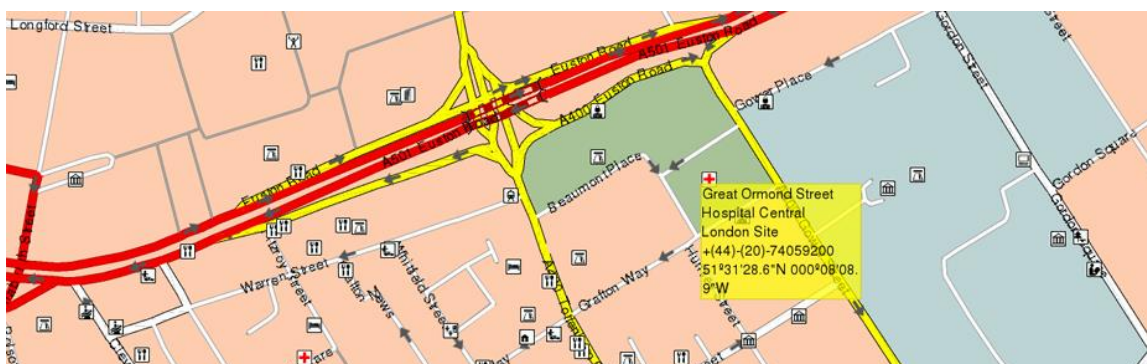 Longford Street
Euston Road
A501 Euston Road
Gordon Street
Street
A400 Euston Road
Gower Place
A501 Euston Road
Gordon Square
Euston Road
Beaumont Place
Great Ormond Street
Hospital Central
London Site
+(44)-(20)-74059200
51º31'28.6"N 000º08'08.
9"W
Warren Street
Whitfield Street
Grafton Way